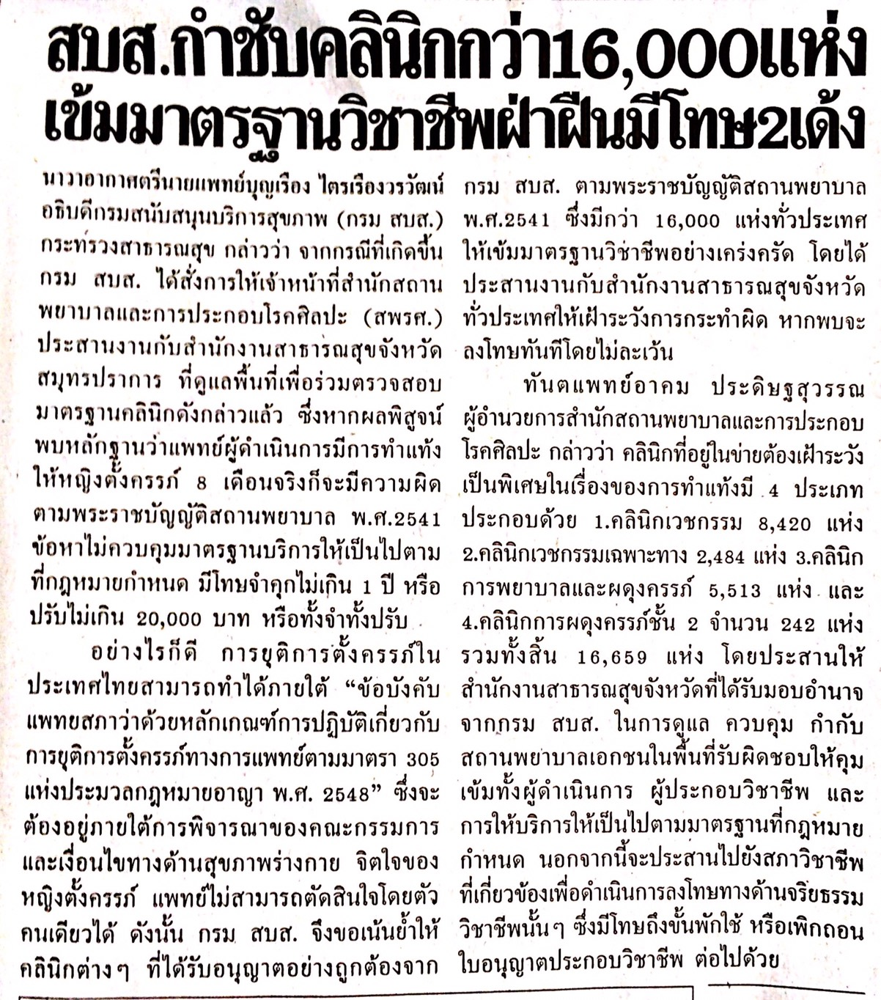 สบส.กำชับคลินิกกว่า16,000แห่ง
เข้มมาตรฐานวิชาชีพฝ่าฝืนมีโทษ2เด้ง
นาวาอากาศตรีนายแพทย์บุญเรือง ไตรเรืองวรวัฒน์
อธิบดีกรมสนับสนุนบริการสุขภาพ (กรม สบส.)
กระทรวงสาธารณสุข กล่าวว่า จากกรณีที่เกิดขึ้น
กรม สบส. ได้สั่งการให้เจ้าหน้าที่สำนักสถาน
พยาบาลและการประกอบโรคศิลปะ (สพรศ.)
ประสานงานกับสำนักงานสาธารณสุขจังหวัด
สมุทรปราการ ที่ดูแลพื้นที่เพื่อร่วมตรวจสอบ
มาตรฐานคลินิกดังกล่าวแล้ว ซึ่งหากผลพิสูจน์
พบหลักฐานว่าแพทย์ผู้ดำเนินการมีการทำแท้ง
ให้หญิงตั้งครรภ์ 8 เดือนจริงก็จะมีความผิด
ตามพระราชบัญญัติสถานพยาบาล พ.ศ.2541
ข้อหาไม่ควบคุมมาตรฐานบริการให้เป็นไปตาม
ที่กฎหมายกำหนด มีโทษจำคุกไม่เกิน 1 ปี หรือ
ปรับไม่เกิน 20,000 บาท หรือทั้งจำทั้งปรับ
อย่างไรก็ดี การยุติการตั้งครรภ์ใน
ประเทศไทยสามารถทำได้ภายใต้ “ข้อบังคับ
แพทยสภาว่าด้วยหลักเกณฑ์การปฏิบัติเกี่ยวกับ
การยุติการตั้งครรภ์ทางการแพทย์ตามมาตรา 305
แห่งประมวลกฎหมายอาญา พ.ศ. 2548” ซึ่งจะ
ต้องอยู่ภายใต้การพิจารณาของคณะกรรมการ
และเงื่อนไขทางด้านสุขภาพร่างกาย จิตใจของ
หญิงตั้งครรภ์ แพทย์ไม่สามารถตัดสินใจโดยตัว
คนเดียวได้ ดังนั้น กรม สบส. จึงขอเน้นย้ำให้
คลินิกต่างๆ ที่ได้รับอนุญาตอย่างถูกต้องจาก
กรม สบส. ตามพระราชบัญญัติสถานพยาบาล
พ.ศ.2541 ซึ่งมีกว่า 16,000 แห่งทั่วประเทศ
ให้เข้มมาตรฐานวิชาชีพอย่างเคร่งครัด โดยได้
ประสานงานกับสำนักงานสาธารณสุขจังหวัด
ทั่วประเทศให้เฝ้าระวังการกระทำผิด หากพบจะ
ลงโทษทันทีโดยไม่ละเว้น
ทันตแพทย์อาคม ประดิษฐสุวรรณ
ผู้อำนวยการสำนักสถานพยาบาลและการประกอบ
โรคศิลปะ กล่าวว่า คลินิกที่อยู่ในข่ายต้องเฝ้าระวัง
เป็นพิเศษในเรื่องของการทำแท้งมี 4 ประเภท
ประกอบด้วย 1.คลินิกเวชกรรม 8,420 แห่ง
2.คลินิกเวชกรรมเฉพาะทาง 2,484 แห่ง 3.คลินิก
การพยาบาลและผดุงครรภ์ 5,513 แห่ง และ
4.คลินิกการผดุงครรภ์ชั้น 2 จำนวน 242 แห่ง
รวมทั้งสิ้น 16,659 แห่ง โดยประสานให้
สำนักงานสาธารณสุขจังหวัดที่ได้รับมอบอำนาจ
จากกรม สบส. ในการดูแล ควบคุม กำกับ
สถานพยาบาลเอกชนในพื้นที่รับผิดชอบให้คุม
เข้มทั้งผู้ดำเนินการ ผู้ประกอบวิชาชีพ และ
การให้บริการให้เป็นไปตามมาตรฐานที่กฎหมาย
กำหนด นอกจากนี้จะประสานไปยังสภาวิชาชีพ
ที่เกี่ยวข้องเพื่อดำเนินการลงโทษทางด้านจริยธรรม
วิชาชีพนั้นๆ ซึ่งมีโทษถึงขั้นพักใช้ หรือเพิกถอน
ใบอนุญาตประกอบวิชาชีพ ต่อไปด้วย